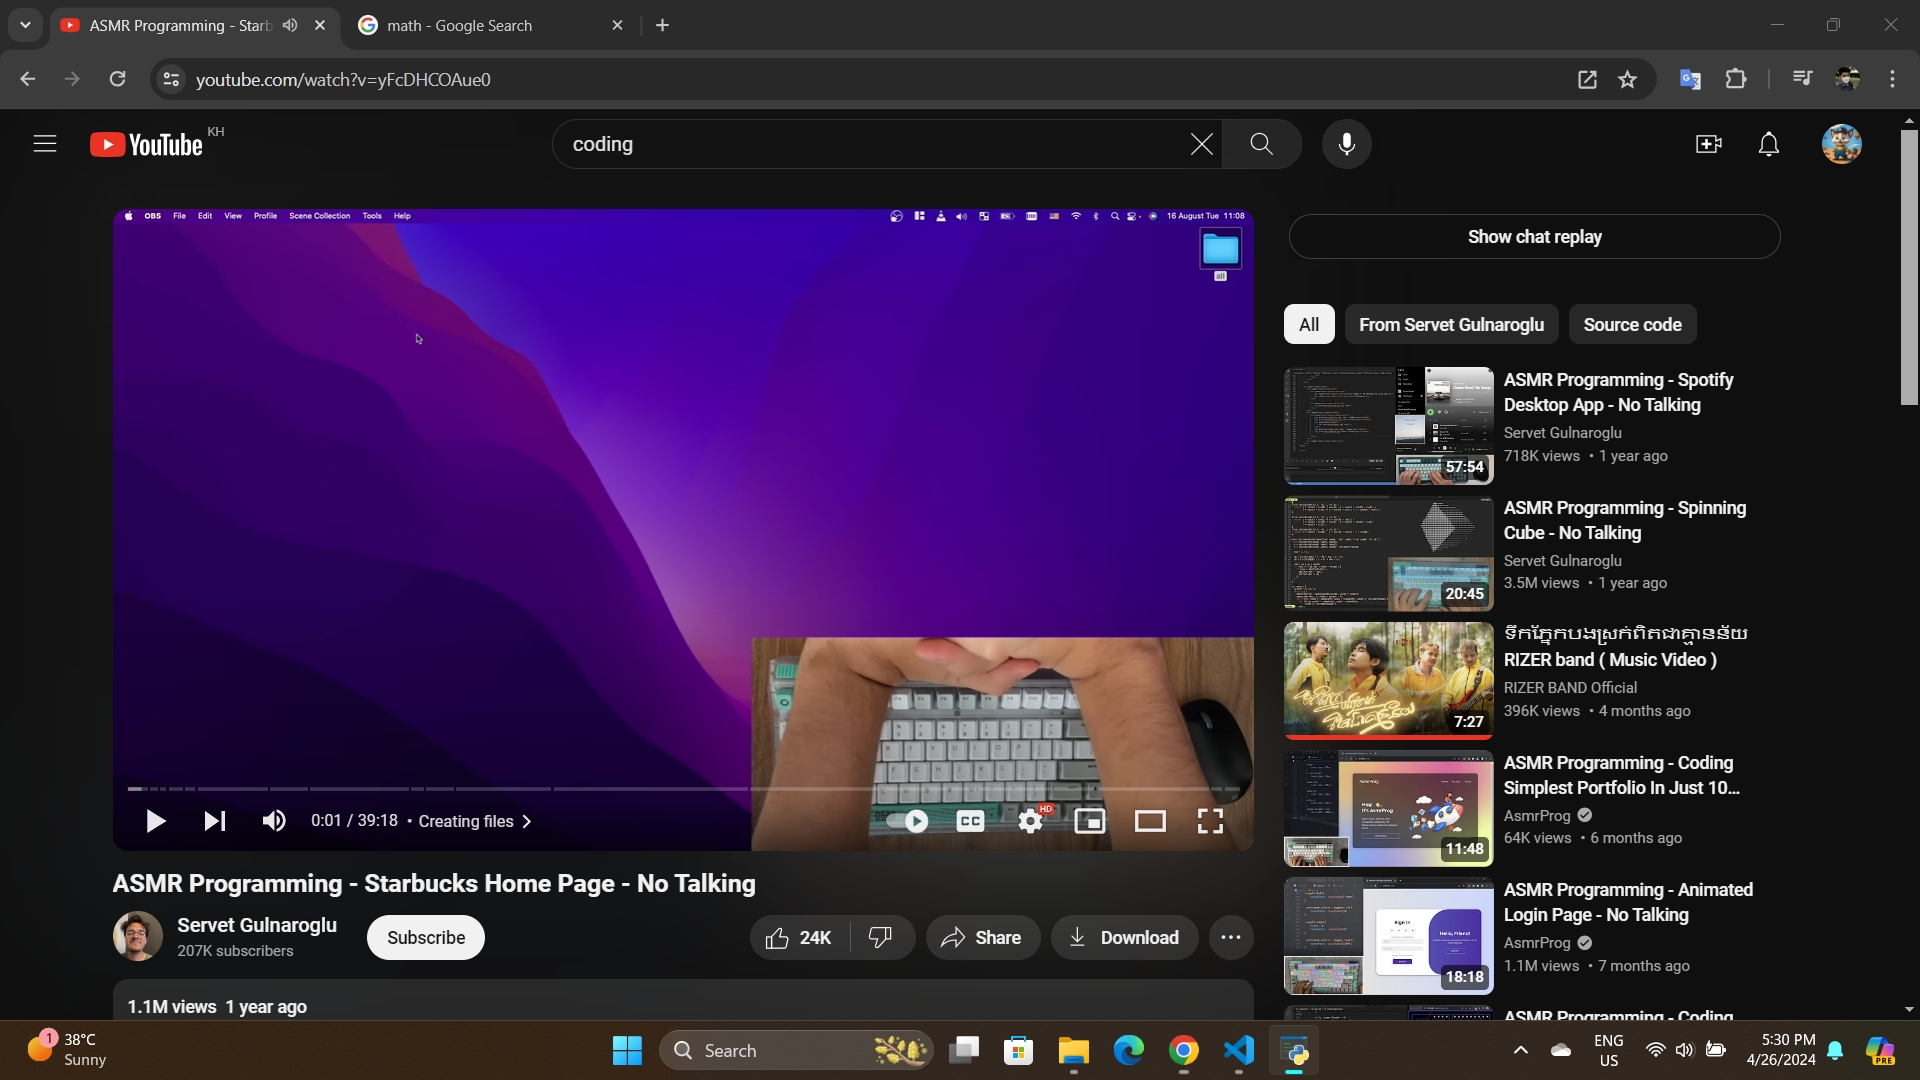 ASMR Programming - Starb
math - Google Search
youtube.com/watch?v=yFcDHCOAue0
YouTube KH
coding
OBS File Edit View Profile Scene Collection Tools Help
16 August Tue 11:08
all
Show chat replay
All
From Servet Gulnaroglu
Source code
0:01 / 39:18 • Creating files
CC
HD
ASMR Programming - Starbucks Home Page - No Talking
Servet Gulnaroglu
207K subscribers
Subscribe
24K
Share
Download
1.1M views 1 year ago
57:54
ASMR Programming - Spotify
Desktop App - No Talking
Servet Gulnaroglu
718K views • 1 year ago
20:45
ASMR Programming - Spinning
Cube - No Talking
Servet Gulnaroglu
3.5M views • 1 year ago
7:27
ទឹកភ្នែកបងស្រក់ពិតជាគ្មានន័យ
RIZER band ( Music Video )
RIZER BAND Official
396K views • 4 months ago
11:48
ASMR Programming - Coding
Simplest Portfolio In Just 10...
AsmrProg
64K views • 6 months ago
Sign In
Hello, Friend!
18:18
ASMR Programming - Animated
Login Page - No Talking
AsmrProg
1.1M views • 7 months ago
ASMR Programming - Coding
1
38°C
Sunny
Search
ENG
US
5:30 PM
4/26/2024
PRE